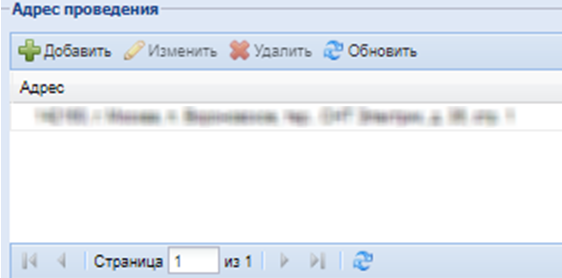 Адрес проведения
Добавить Изменить Удалить Обновить
Адрес
Страница 1 из 1